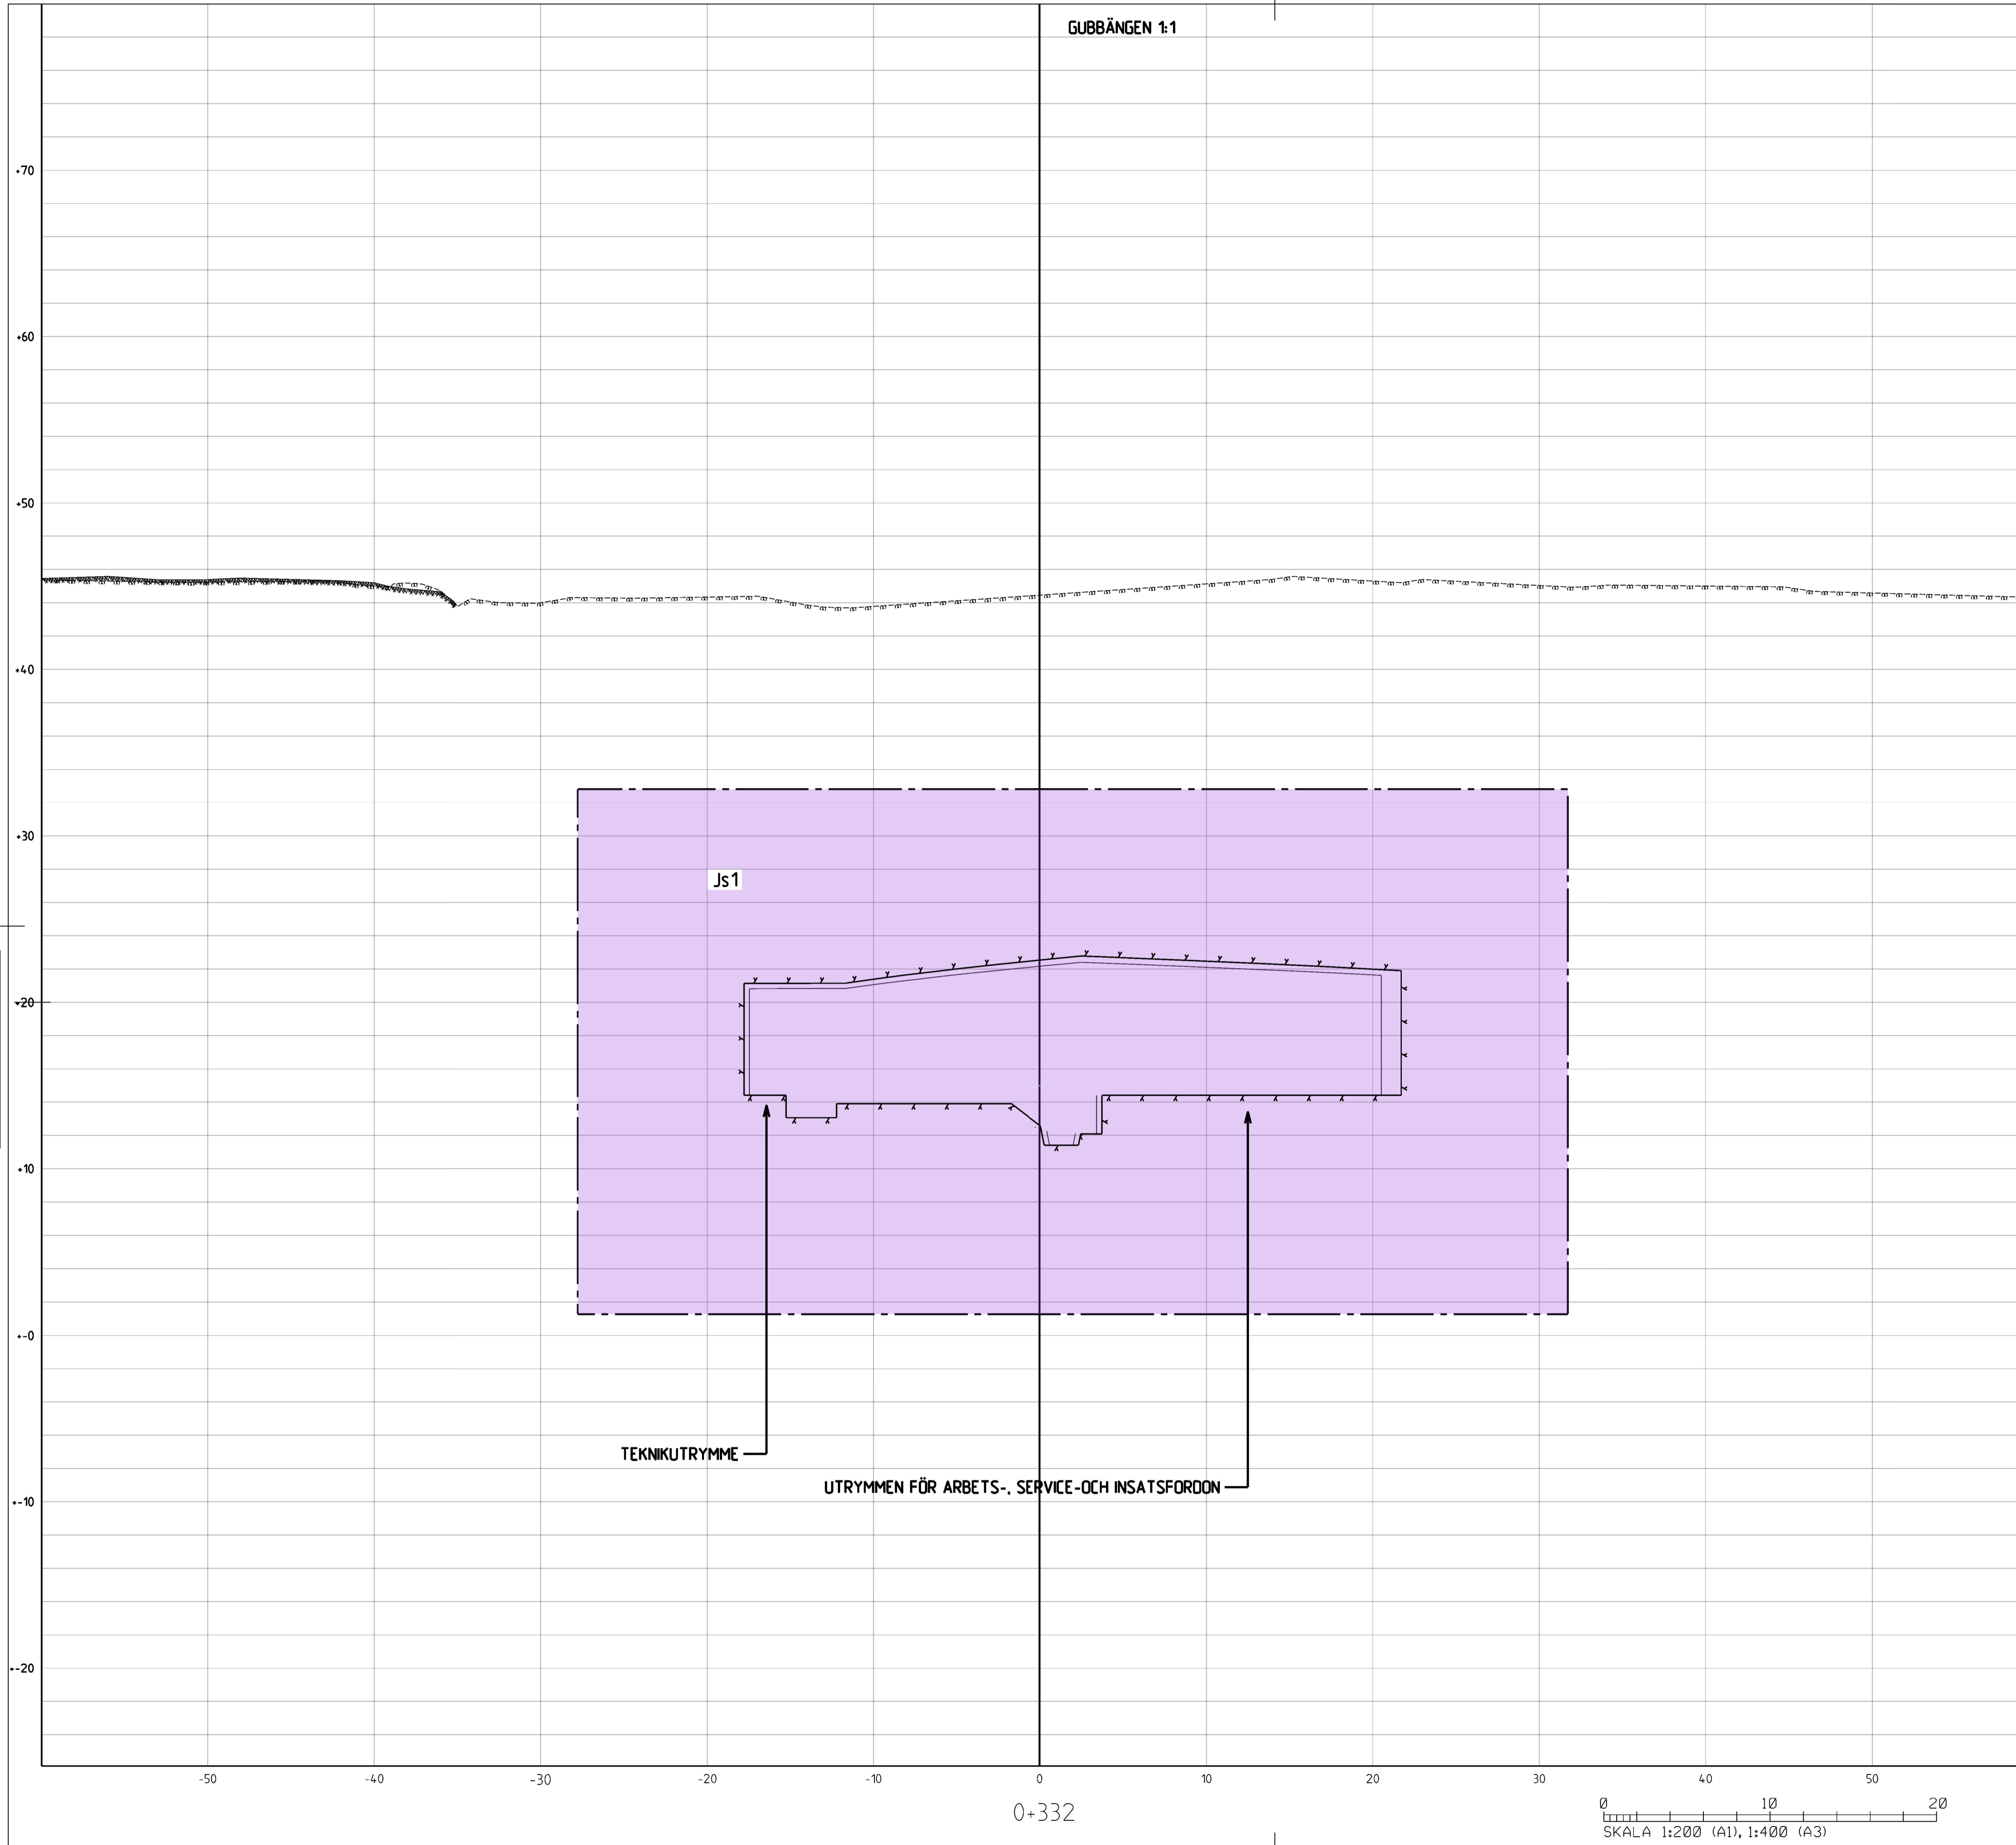 GUBBÄNGEN 1:1
+70
+60
+50
+40
+30
Js1
+20
+10
+-0
TEKNIKUTRYMME
UTRYMMEN FÖR ARBETS-, SERVICE-OCH INSATSFORDON
+-10
+-20
-50 -40 -30 -20 -10 0 10 20 30 40 50
0+332
0 10 20
SKALA 1:200 (A1), 1:400 (A3)